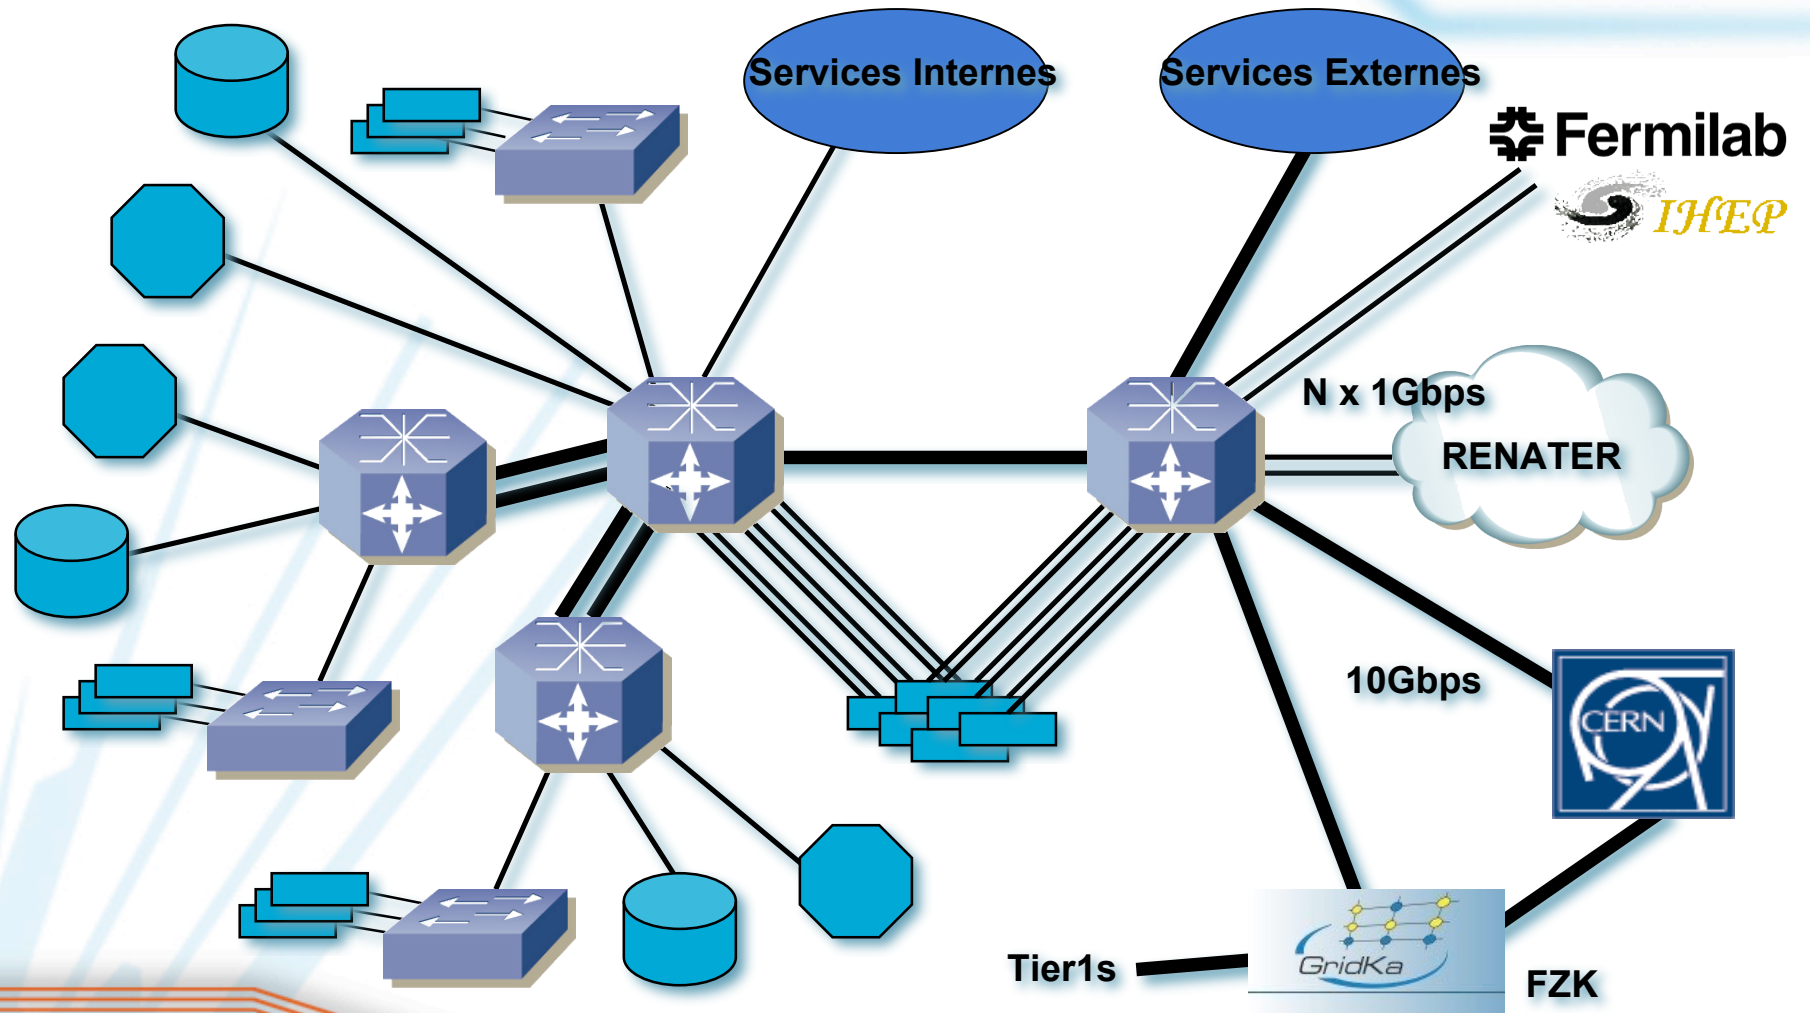 Services Internes
Services Externes
Fermilab
IHEP
N x 1Gbps
RENATER
10Gbps
CERN
GridKa
Tier1s
FZK